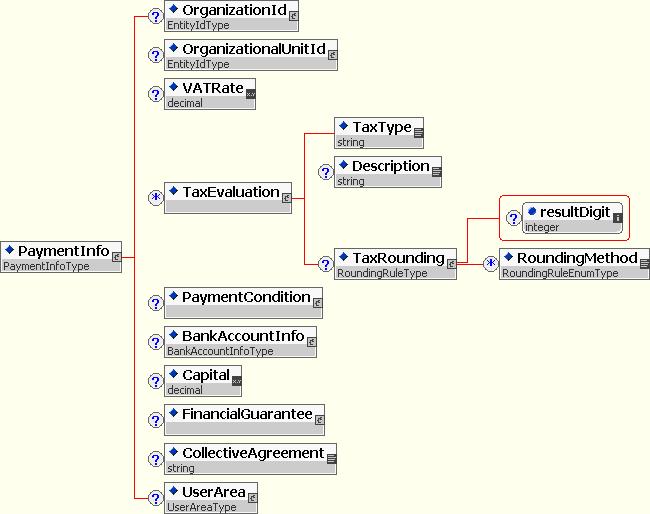 OrganizationId
EntityIdType
OrganizationalUnitId
EntityIdType
VATRate
decimal
TaxEvaluation
TaxType
string
Description
string
TaxRounding
RoundingRuleType
resultDigit
integer
RoundingMethod
RoundingRuleEnumType
PaymentInfo
PaymentInfoType
PaymentCondition
BankAccountInfo
BankAccountInfoType
Capital
decimal
FinancialGuarantee
CollectiveAgreement
string
UserArea
UserAreaType